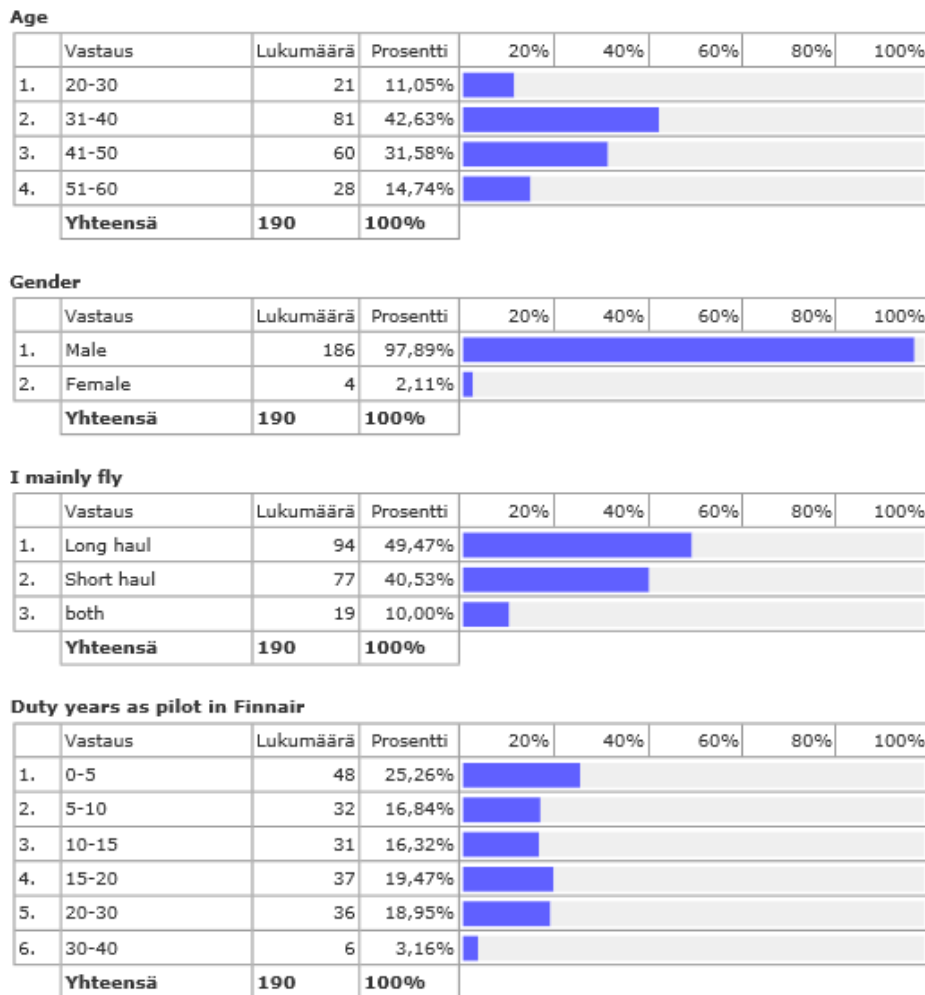 Age
Vastaus Lukumäärä Prosentti 20% 40% 60% 80% 100%
1. 20-30 21 11,05%
2. 31-40 81 42,63%
3. 41-50 60 31,58%
4. 51-60 28 14,74%
Yhteensä 190 100%
Gender
Vastaus Lukumäärä Prosentti 20% 40% 60% 80% 100%
1. Male 186 97,89%
2. Female 4 2,11%
Yhteensä 190 100%
I mainly fly
Vastaus Lukumäärä Prosentti 20% 40% 60% 80% 100%
1. Long haul 94 49,47%
2. Short haul 77 40,53%
3. both 19 10,00%
Yhteensä 190 100%
Duty years as pilot in Finnair
Vastaus Lukumäärä Prosentti 20% 40% 60% 80% 100%
1. 0-5 48 25,26%
2. 5-10 32 16,84%
3. 10-15 31 16,32%
4. 15-20 37 19,47%
5. 20-30 36 18,95%
6. 30-40 6 3,16%
Yhteensä 190 100%